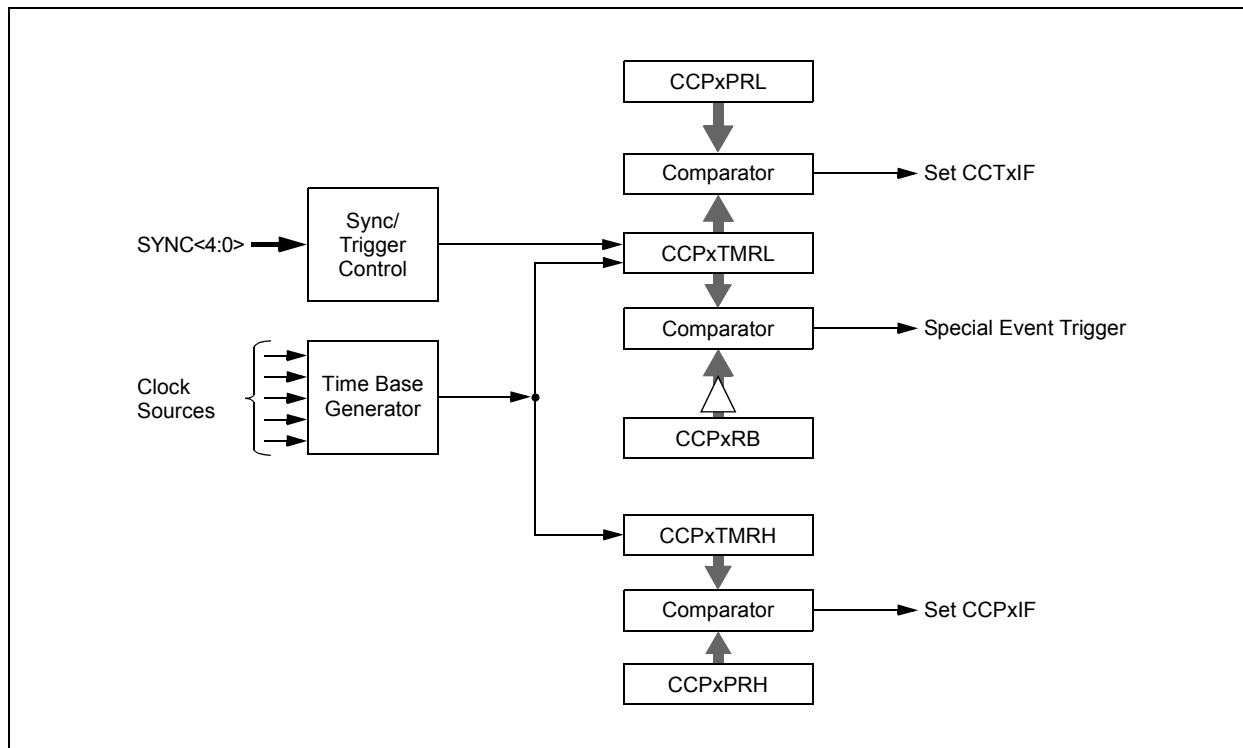 CCPxPRL
Comparator
Set CCTxIF
SYNC<4:0>
Sync/
Trigger
Control
CCPxTMRL
Comparator
Special Event Trigger
Clock
Sources
Time Base
Generator
CCPxRB
CCPxTMRH
Comparator
Set CCPxIF
CCPxPRH